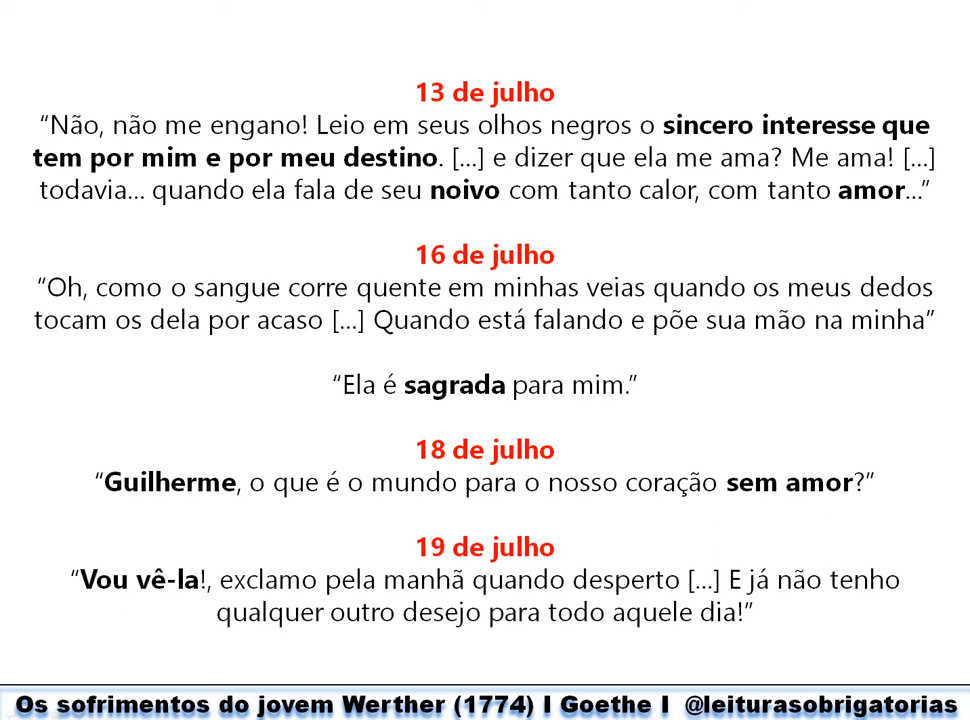 13 de julho
“Não, não me engano! Leio em seus olhos negros o sincero interesse que
tem por mim e por meu destino. [...] e dizer que ela me ama? Me ama! [...]
todavia... quando ela fala de seu noivo com tanto calor, com tanto amor...”
16 de julho
“Oh, como o sangue corre quente em minhas veias quando os meus dedos
tocam os dela por acaso [...] Quando está falando e põe sua mão na minha”
“Ela é sagrada para mim.”
18 de julho
“Guilherme, o que é o mundo para o nosso coração sem amor?”
19 de julho
“Vou vê-la!, exclamo pela manhã quando desperto [...] E já não tenho
qualquer outro desejo para todo aquele dia!”
Os sofrimentos do jovem Werther (1774) I Goethe I @leiturasobrigatorias